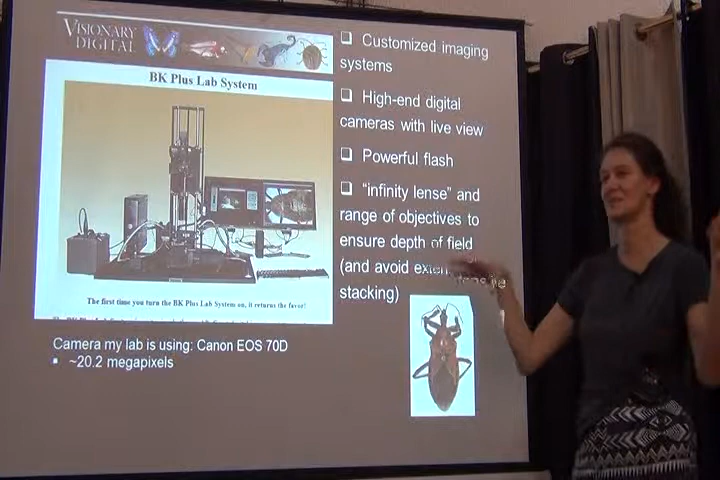 VISIONARY
DIGITAL
BK Plus Lab System
The first time you turn the BK Plus Lab System on, it returns the favor!
Camera my lab is using: Canon EOS 70D
▪ ~20.2 megapixels
❑ Customized imaging
systems
❑ High-end digital
cameras with live view
❑ Powerful flash
❑ "infinity lense" and
range of objectives to
ensure depth of field
(and avoid
stacking)